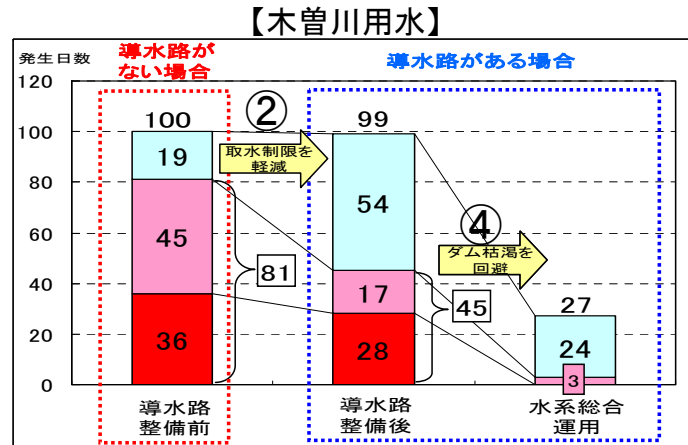 【木曽川用水】
発生日数
導水路が
ない場合
導水路がある場合
120
100
80
60
40
20
0
100
19
45
36
81
②
取水制限を
軽減
99
54
17
28
45
④
ダム枯渇を
回避
27
24
3
導水路
整備前
導水路
整備後
水系総合
運用